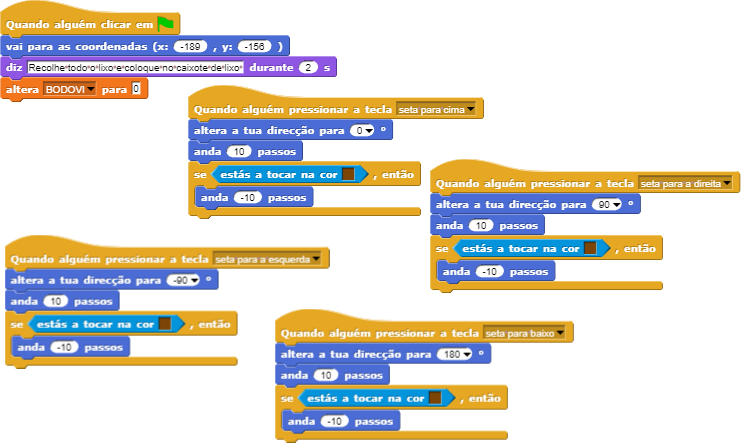 Quando alguém clicar em
vai para as coordenadas (x: -189 , y: -156 )
diz Recolhe todo o lixo e coloque no caixote de lixo durante 2 s
altera BODOVI para 0
Quando alguém pressionar a tecla seta para cima
altera a tua direcção para 0 º
anda 10 passos
se estás a tocar na cor , então
anda -10 passos
Quando alguém pressionar a tecla seta para a direita
altera a tua direcção para 90 º
anda 10 passos
se estás a tocar na cor , então
anda -10 passos
Quando alguém pressionar a tecla seta para a esquerda
altera a tua direcção para -90 º
anda 10 passos
se estás a tocar na cor , então
anda -10 passos
Quando alguém pressionar a tecla seta para baixo
altera a tua direcção para 180 º
anda 10 passos
se estás a tocar na cor , então
anda -10 passos